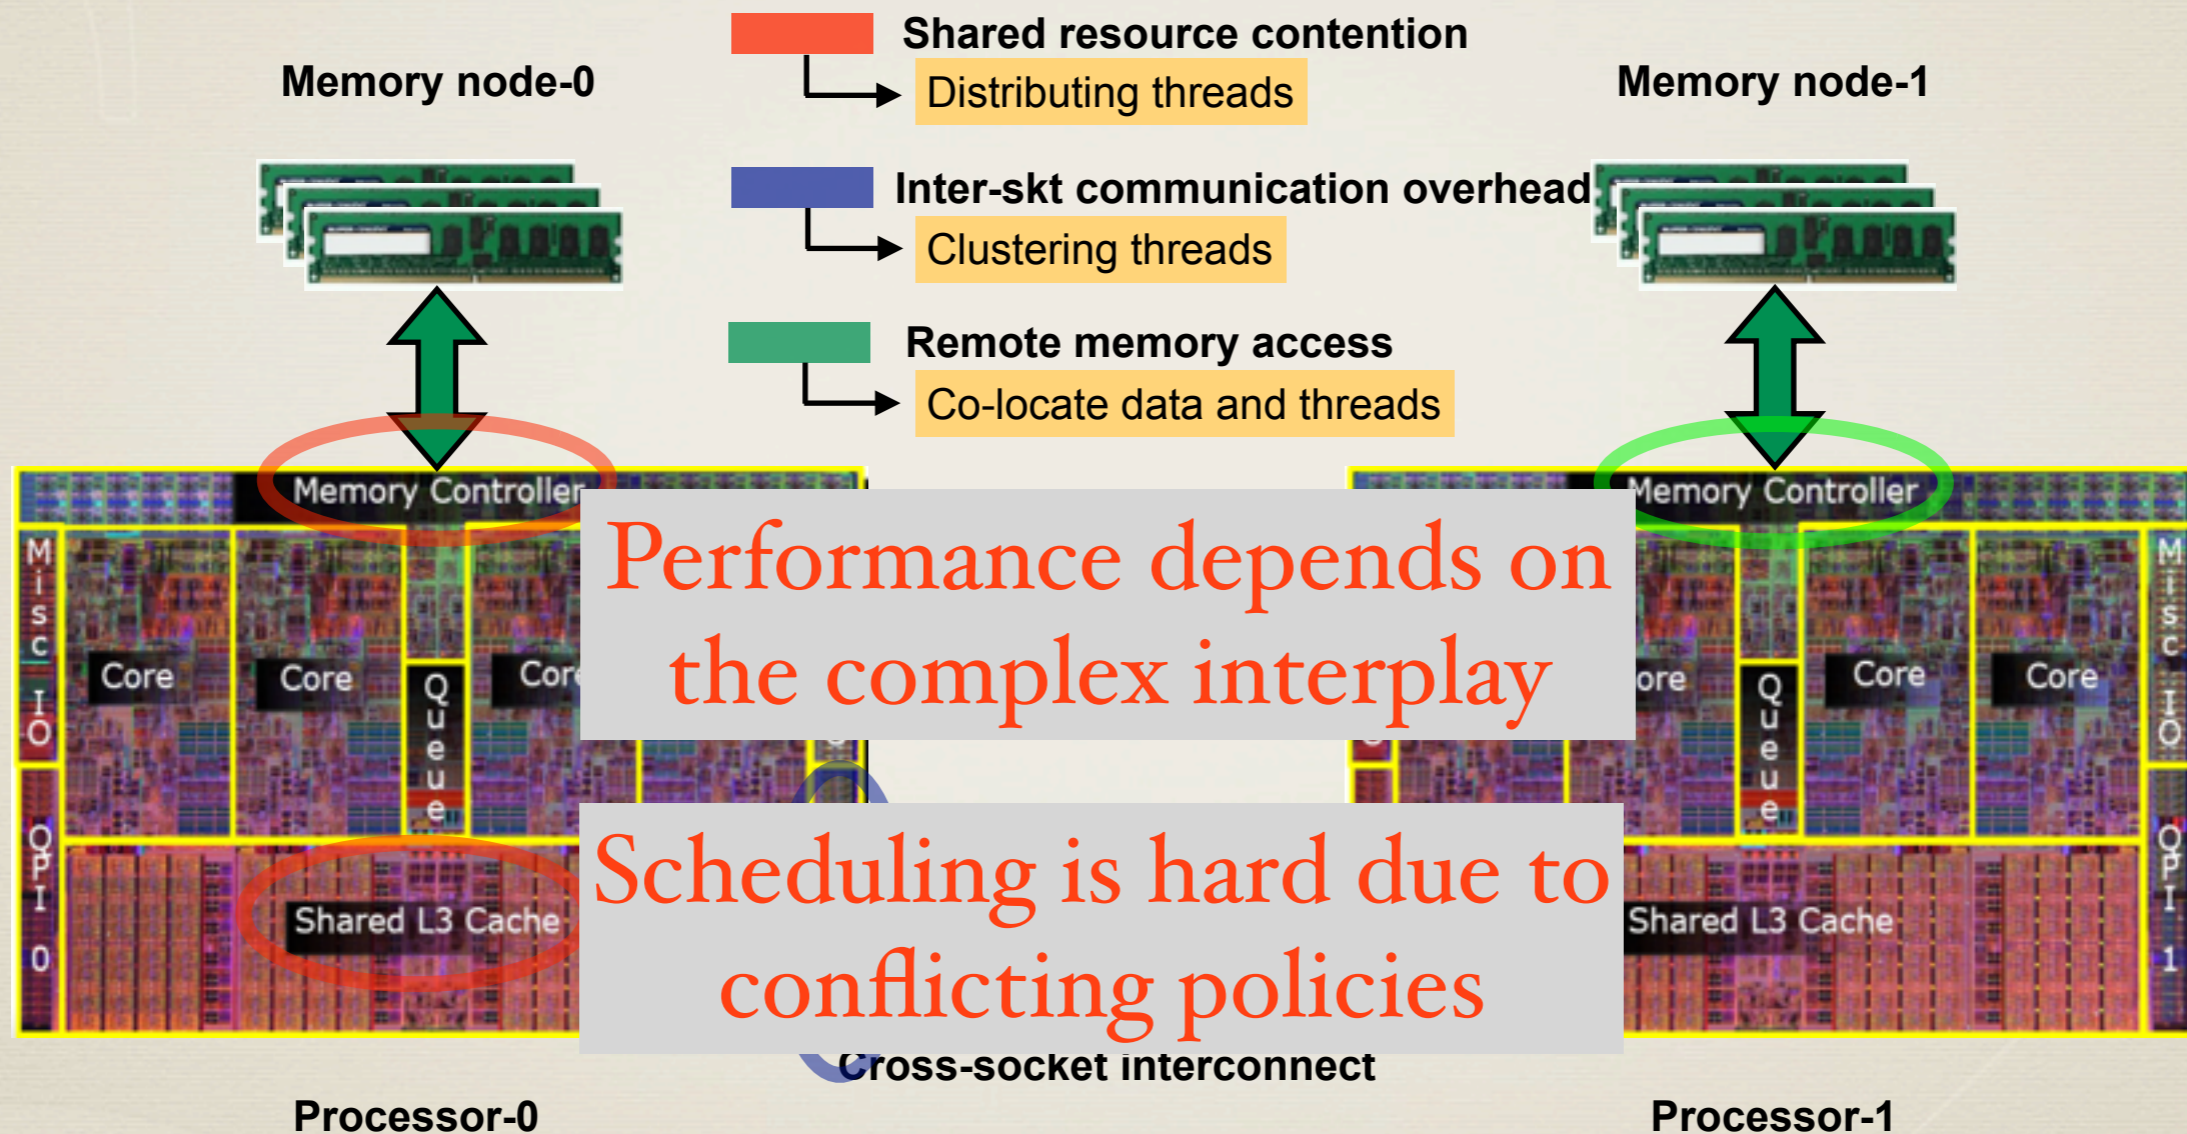 Shared resource contention
Memory node-0
Distributing threads
Memory node-1
Inter-skt communication overhead
Clustering threads
Remote memory access
Co-locate data and threads
Memory Controller
Memory Controller
Performance depends on
the complex interplay
Misc IO
Core
Core
Queue
Core
Queue
Core
Misc IO
Scheduling is hard due to
conflicting policies
QPI 0
Shared L3 Cache
Shared L3 Cache
QPI 1
Cross-socket interconnect
Processor-0
Processor-1